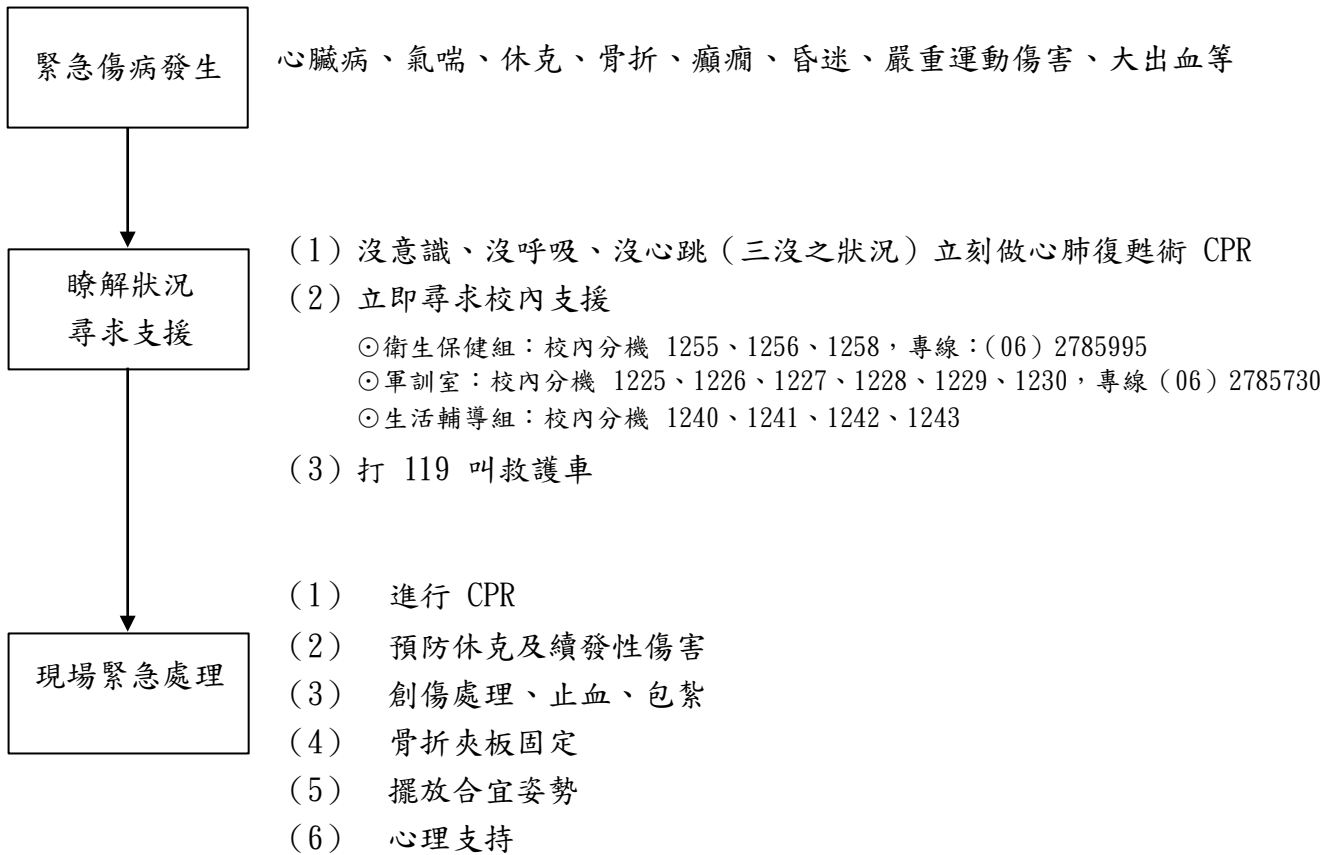 緊急傷病發生
心臟病、氣喘、休克、骨折、癲癇、昏迷、嚴重運動傷害、大出血等
瞭解狀況
尋求支援
（1）沒意識、沒呼吸、沒心跳（三沒之狀況）立刻做心肺復甦術 CPR
（2）立即尋求校內支援
⊙衛生保健組：校內分機 1255、1256、1258，專線：（06）2785995
⊙軍訓室：校內分機 1225、1226、1227、1228、1229、1230，專線（06）2785730
⊙生活輔導組：校內分機 1240、1241、1242、1243
（3）打 119 叫救護車
現場緊急處理
（1） 進行 CPR
（2） 預防休克及續發性傷害
（3） 創傷處理、止血、包紮
（4） 骨折夾板固定
（5） 擺放合宜姿勢
（6） 心理支持